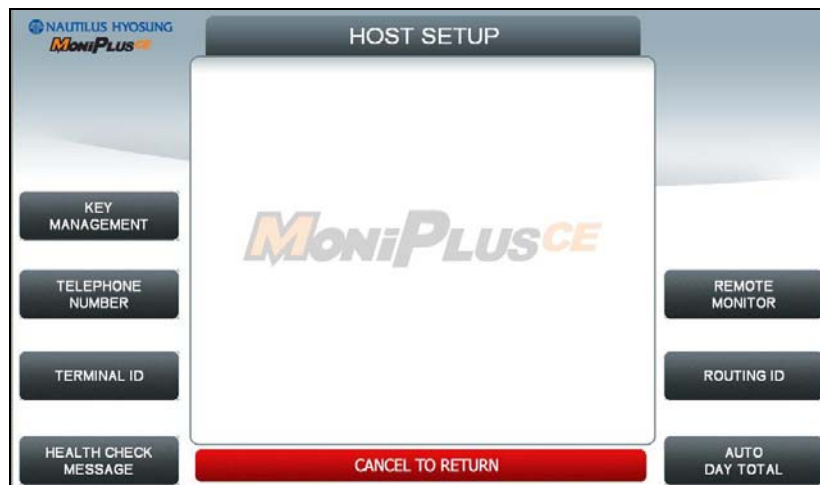 NAUTILUS HYOSUNG
MoniPlusCE
HOST SETUP
MoniPlusCE
KEY
MANAGEMENT
TELEPHONE
NUMBER
REMOTE
MONITOR
TERMINAL ID
ROUTING ID
HEALTH CHECK
MESSAGE
CANCEL TO RETURN
AUTO
DAY TOTAL